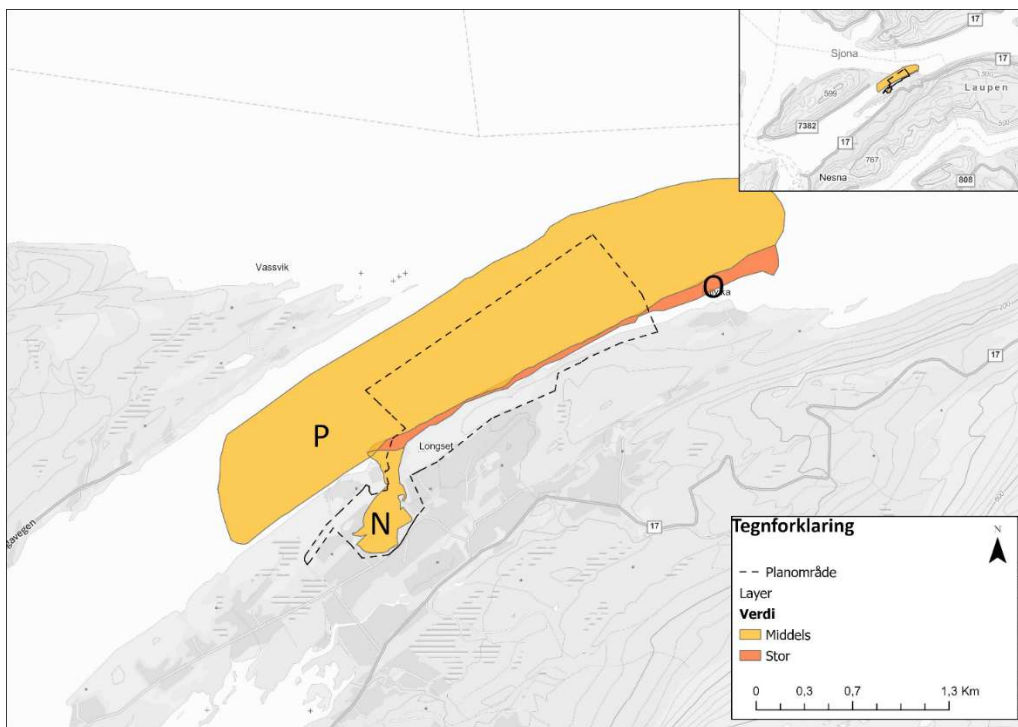 17
Sjona
17
Laupen
599
500
7382
17
767
Nesna
808
Vassvik
O
17
P
Longset
N
17
Tegnforklaring
N
Planområde
Layer
Verdi
Middels
Stor
0 0,3 0,7 1,3 Km